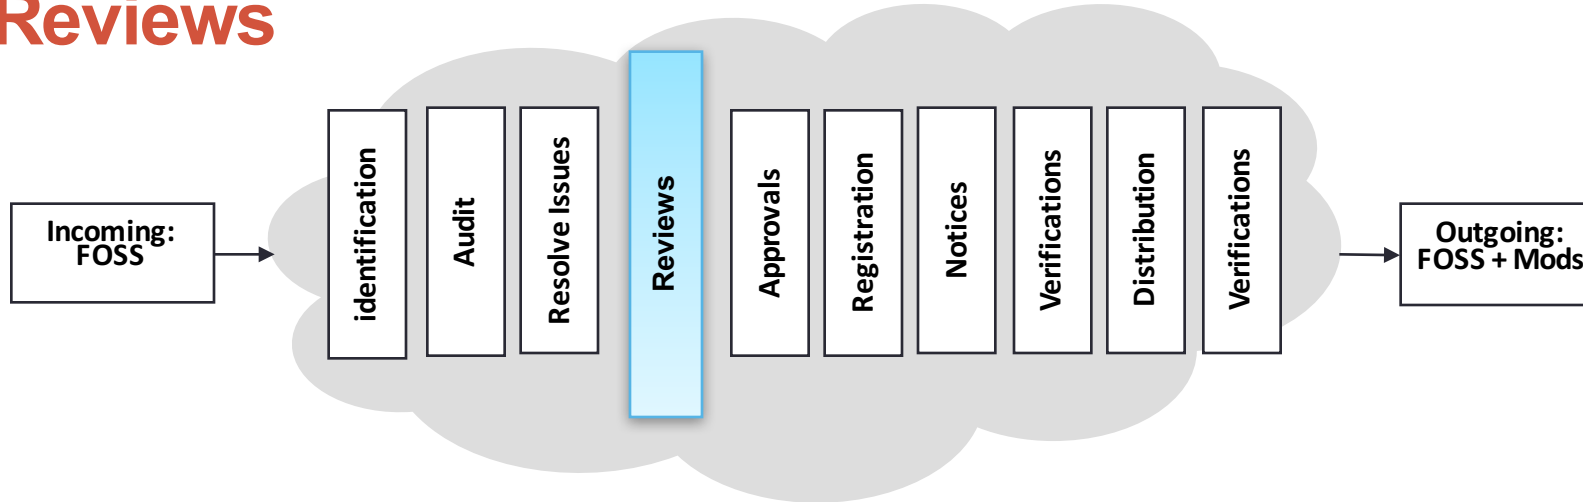 Reviews
Incoming:
FOSS
identification
Audit
Resolve Issues
Reviews
Approvals
Registration
Notices
Verifications
Distribution
Verifications
Outgoing:
FOSS + Mods